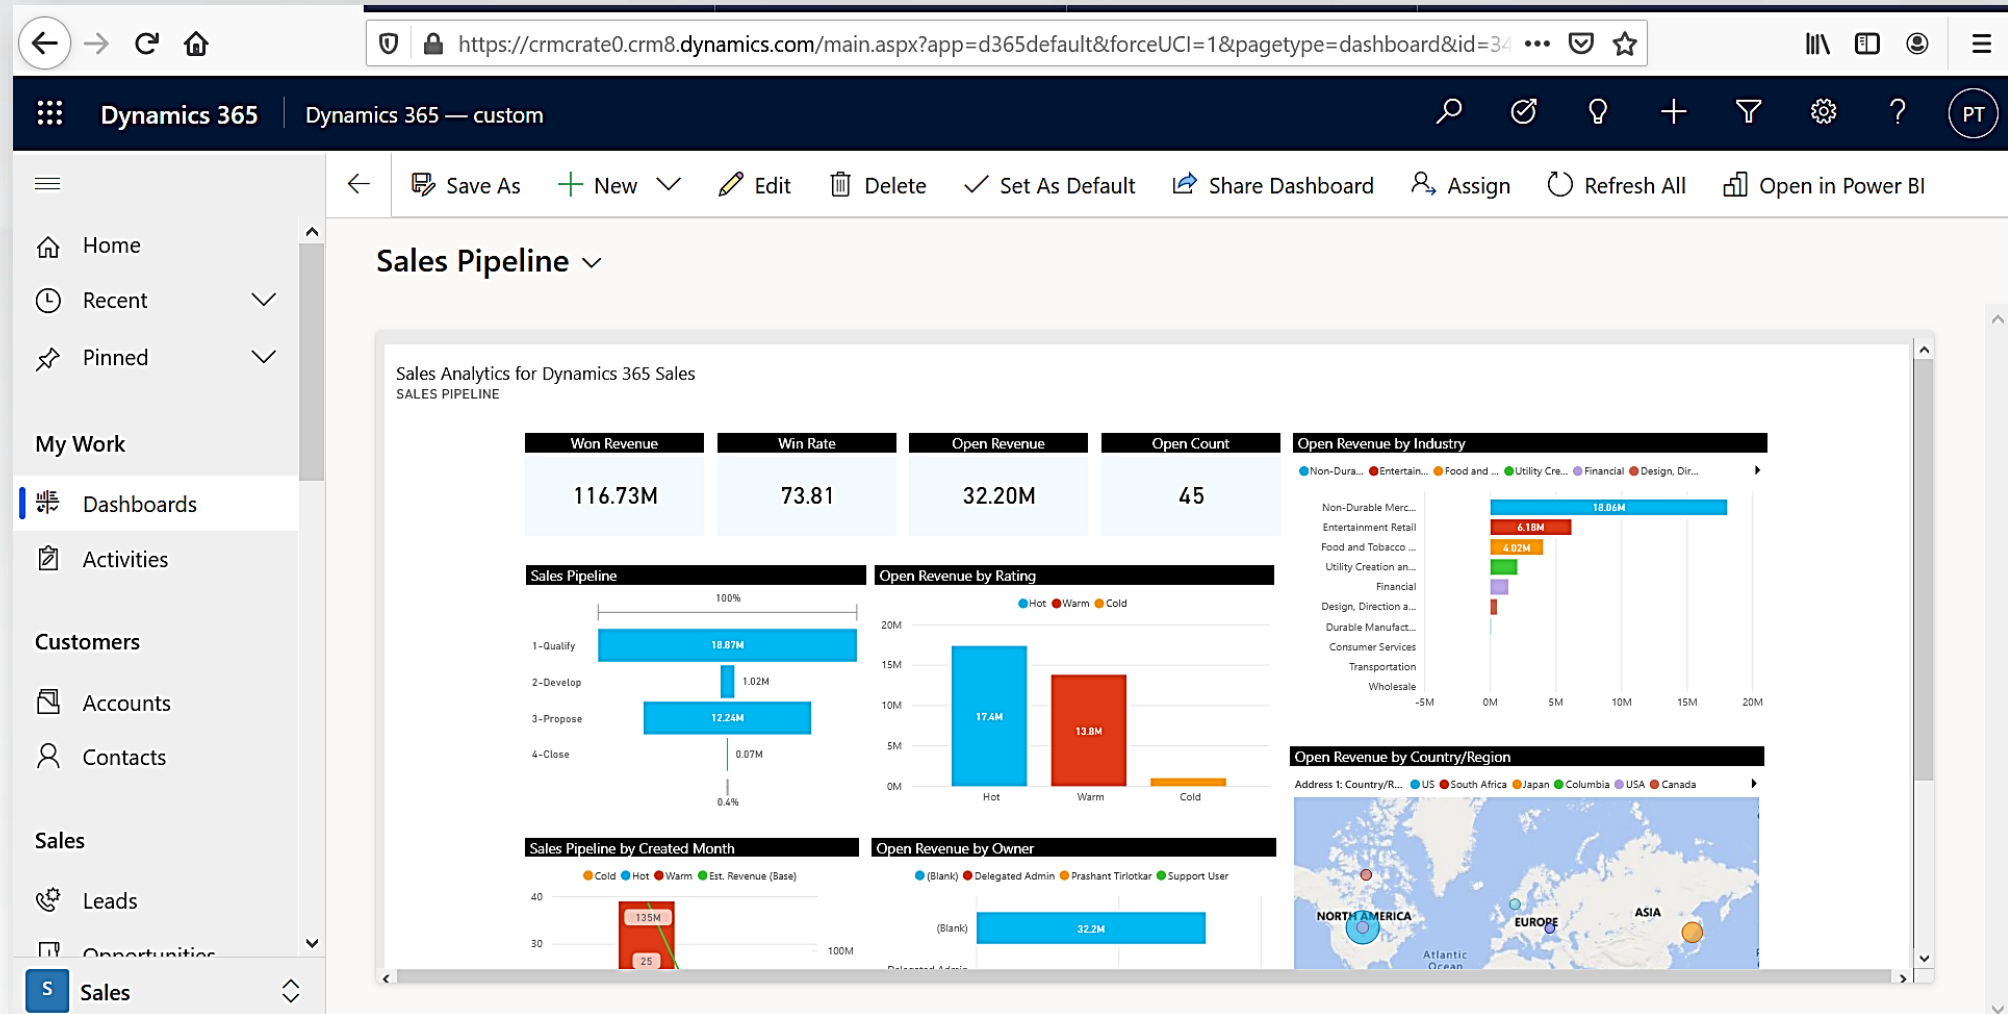 https://crmcrate0.crm8.dynamics.com/main.aspx?app=d365default&forceUCI=1&pagetype=dashboard&id=34
Dynamics 365
Dynamics 365 — custom
PT
Save As
New
Edit
Delete
Set As Default
Share Dashboard
Assign
Refresh All
Open in Power BI
Home
Recent
Pinned
My Work
Dashboards
Activities
Customers
Accounts
Contacts
Sales
Leads
Opportunities
S
Sales
Sales Pipeline
Sales Analytics for Dynamics 365 Sales
SALES PIPELINE
Won Revenue
116.73M
Win Rate
73.81
Open Revenue
32.20M
Open Count
45
Open Revenue by Industry
Non-Dura... Entertain... Food and ... Utility Cre... Financial Design, Dir...
Non-Durable Merc... 18.06M
Entertainment Retail 6.18M
Food and Tobacco ... 4.02M
Utility Creation an...
Financial
Design, Direction a...
Durable Manufact...
Consumer Services
Transportation
Wholesale
-5M 0M 5M 10M 15M 20M
Sales Pipeline
100%
1-Qualify 18.87M
2-Develop 1.02M
3-Propose 12.24M
4-Close 0.07M
0.4%
Open Revenue by Rating
Hot Warm Cold
20M
15M
10M
5M
0M
17.4M
13.8M
Hot Warm Cold
Open Revenue by Country/Region
Address 1: Country/R... US South Africa Japan Columbia USA Canada
NORTH AMERICA
EUROPE
ASIA
Atlantic
Ocean
Sales Pipeline by Created Month
Cold Hot Warm Est. Revenue (Base)
40
30
135M
25
100M
Open Revenue by Owner
(Blank) Delegated Admin Prashant Tirlotkar Support User
(Blank) 32.2M
Delegated Admin